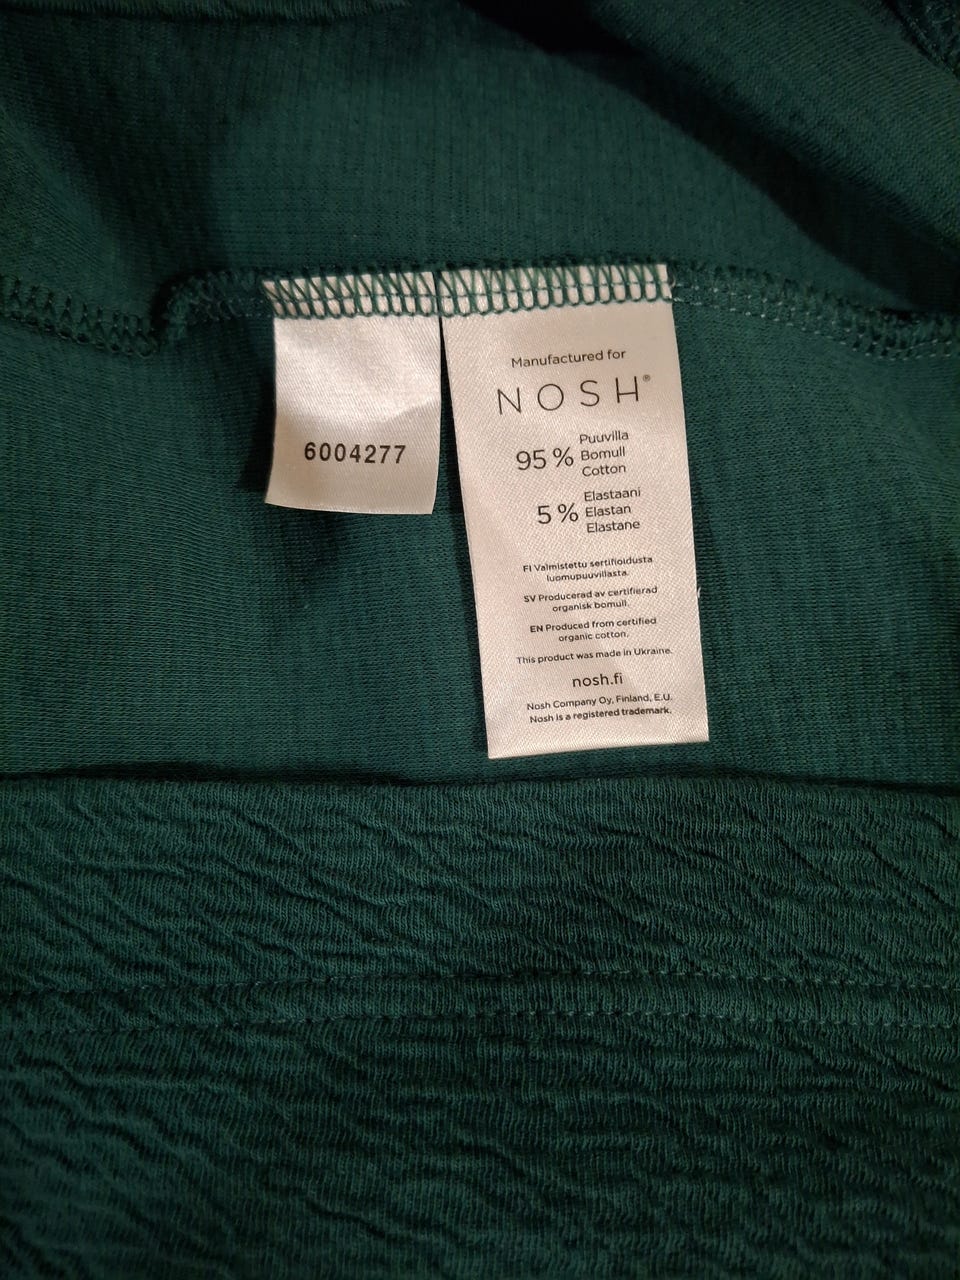 6004277
Manufactured for
NOSH®
95 %
Puuvilla
Bomull
Cotton
5 %
Elastaani
Elastan
Elastane
FI Valmistettu sertifioidusta
luomupuuvillasta.
SV Producerad av certifierad
organisk bomull.
EN Produced from certified
organic cotton.
This product was made in Ukraine.
nosh.fi
Nosh Company Oy, Finland, E.U.
Nosh is a registered trademark.